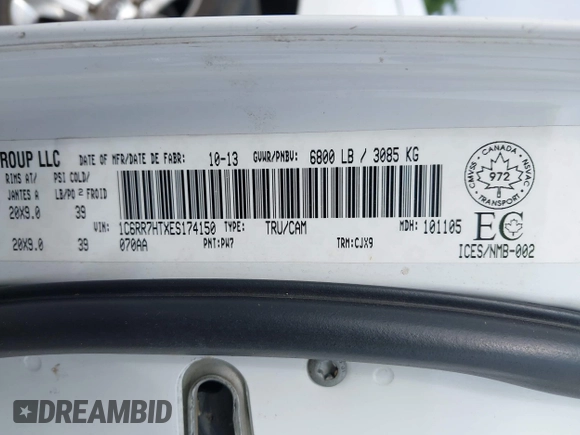 ROUP LLC DATE OF MFR/DATE DE FABR: 10-13 GVWR/PNBV: 6800 LB / 3085 KG
RIMS AT/ PSI COLD/
JANTES A LB/PO 2 FROID
20X9.0 39
VIN: 1C6RR7HTXES174150 TYPE: TRU/CAM MDH: 101105
20X9.0 39 070AA PNT: PW7 TRM: CJX9
CMVSS CANADA NSVAC
972
TRANSPORT
EC
ICES/NMB-002
DREAMBID